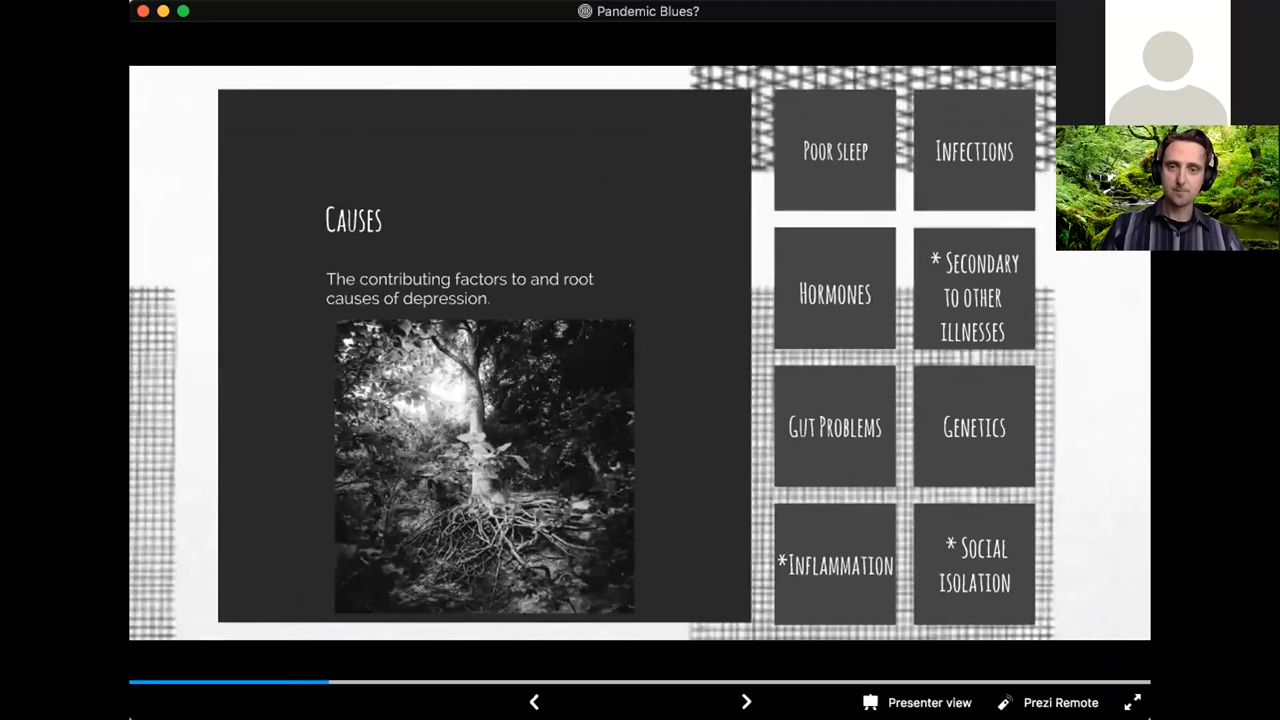 Pandemic Blues?
Causes
The contributing factors to and root
causes of depression.
Poor sleep
Infections
Hormones
* Secondary
to other
illnesses
Gut Problems
Genetics
*Inflammation
* Social
isolation
Presenter view
Prezi Remote